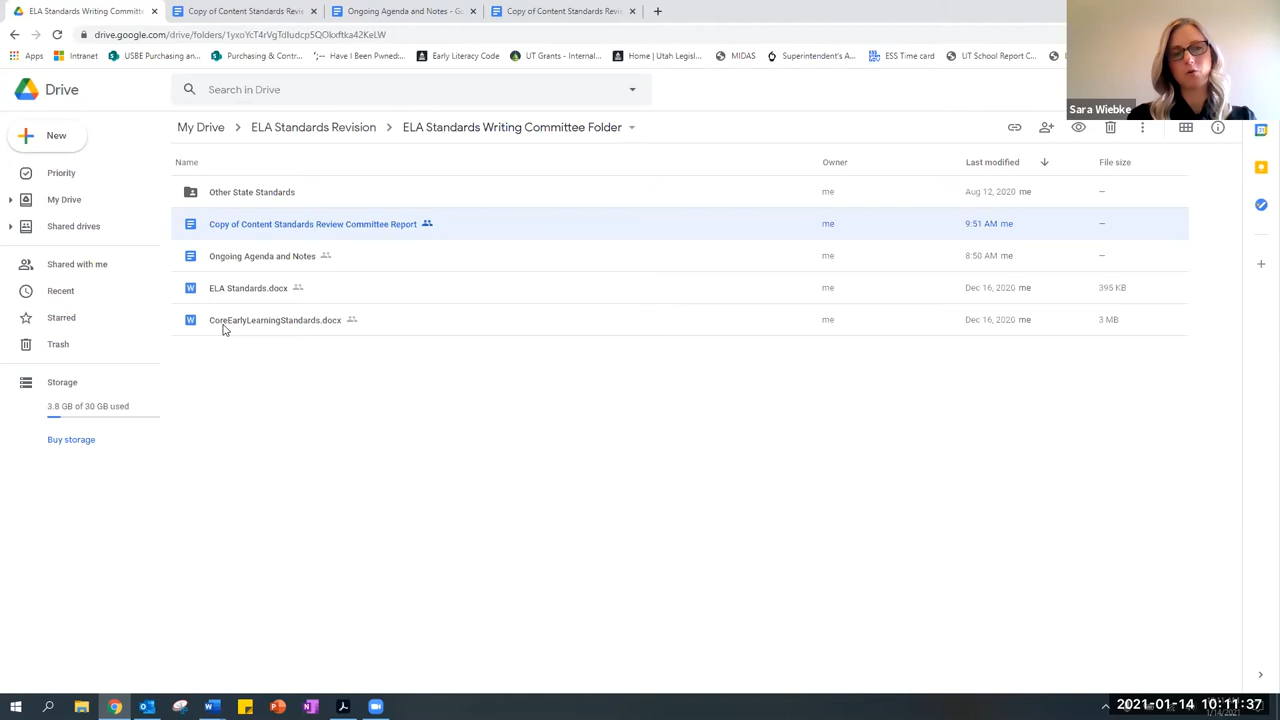 ELA Standards Writing Committ
Copy of Content Standards Revi
Ongoing Agenda and Notes - Go
Copy of Content Standards Revi
drive.google.com/drive/folders/1yxoYcT4rVgTdIudcp5QOkxftka42KeLW
Apps
Intranet
USBE Purchasing an...
Purchasing & Contr...
Have I Been Pwned:...
Early Literacy Code
UT Grants - Internal...
Home | Utah Legisl...
MIDAS
Superintendent's A...
ESS Time card
UT School Report C...
Sara Wiebke
Drive
Search in Drive
New
My Drive
ELA Standards Revision
ELA Standards Writing Committee Folder
Name
Owner
Last modified
File size
Priority
My Drive
Shared drives
Shared with me
Recent
Starred
Trash
Storage
3.8 GB of 30 GB used
Buy storage
Other State Standards
me
Aug 12, 2020 me
–
Copy of Content Standards Review Committee Report
me
9:51 AM me
–
Ongoing Agenda and Notes
me
8:50 AM me
–
ELA Standards.docx
me
Dec 16, 2020 me
395 KB
CoreEarlyLearningStandards.docx
me
Dec 16, 2020 me
3 MB
31
2021-01-14 10:11:37
1/14/2021